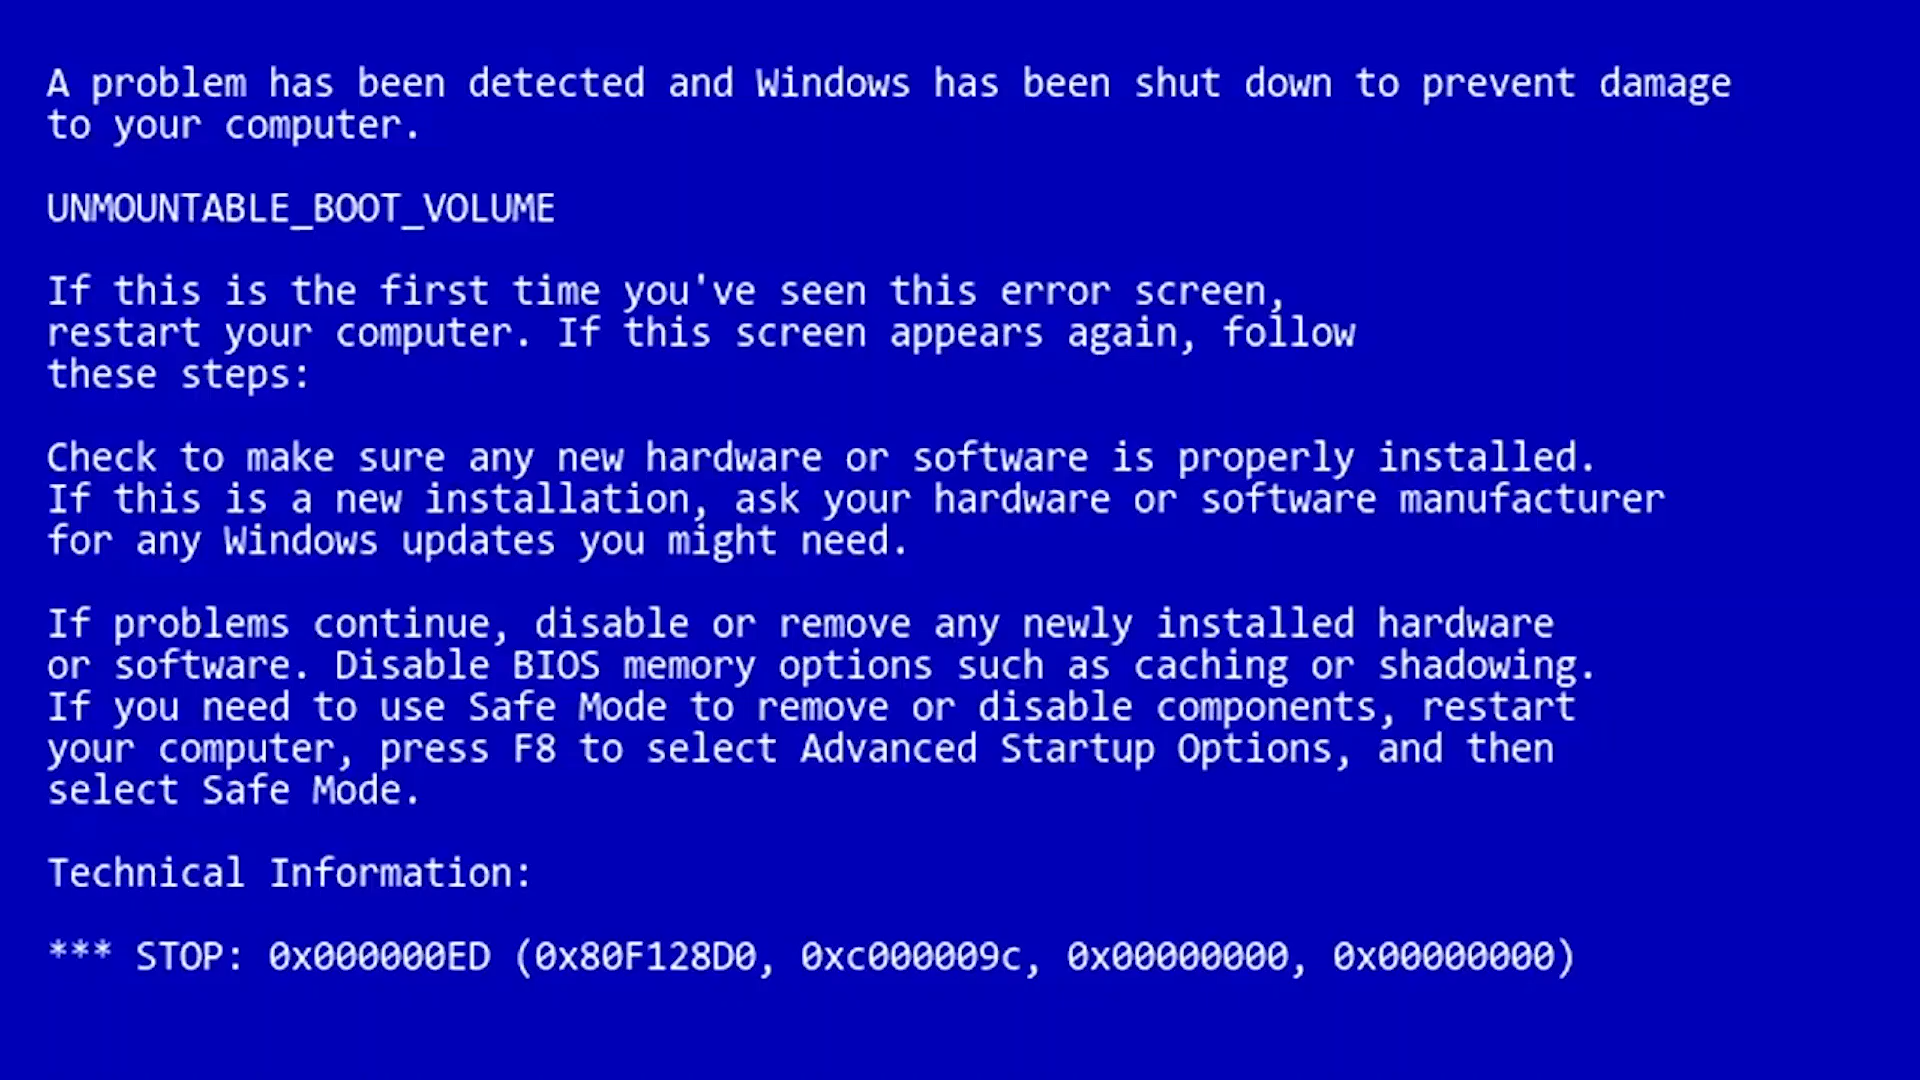 A problem has been detected and Windows has been shut down to prevent damage
to your computer.
UNMOUNTABLE_BOOT_VOLUME
If this is the first time you've seen this error screen,
restart your computer. If this screen appears again, follow
these steps:
Check to make sure any new hardware or software is properly installed.
If this is a new installation, ask your hardware or software manufacturer
for any Windows updates you might need.
If problems continue, disable or remove any newly installed hardware
or software. Disable BIOS memory options such as caching or shadowing.
If you need to use Safe Mode to remove or disable components, restart
your computer, press F8 to select Advanced Startup Options, and then
select Safe Mode.
Technical Information:
*** STOP: 0x000000ED (0x80F128D0, 0xc000009c, 0x00000000, 0x00000000)